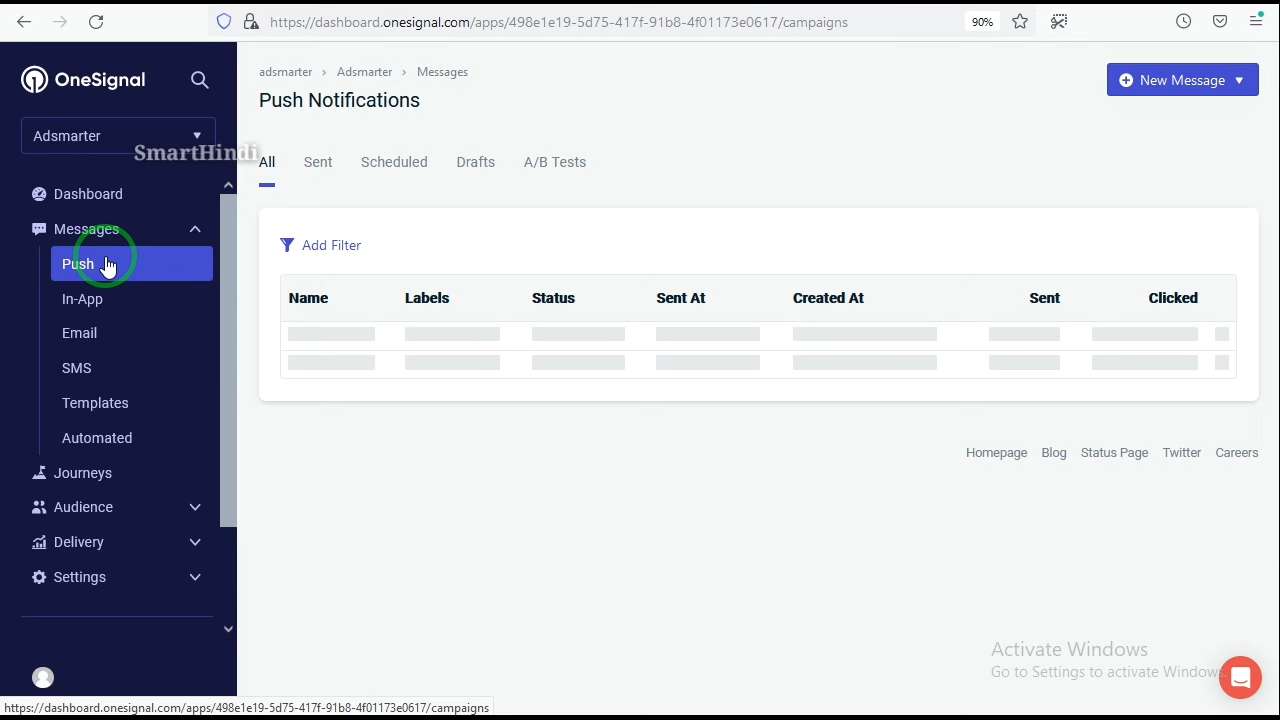 https://dashboard.onesignal.com/apps/498e1e19-5d75-417f-91b8-4f01173e0617/campaigns
90%
OneSignal
Adsmarter
SmartHindi
Dashboard
Messages
Push
In-App
Email
SMS
Templates
Automated
Journeys
Audience
Delivery
Settings
adsmarter › Adsmarter › Messages
Push Notifications
New Message
All Sent Scheduled Drafts A/B Tests
Add Filter
Name Labels Status Sent At Created At Sent Clicked
Homepage Blog Status Page Twitter Careers
Activate Windows
Go to Settings to activate Windows.
https://dashboard.onesignal.com/apps/498e1e19-5d75-417f-91b8-4f01173e0617/campaigns